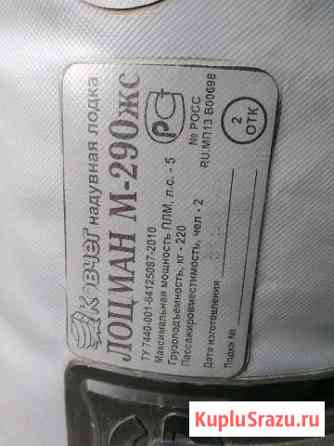 Ковчег надувная лодка
ЛОЦИАН М-290жс
ТУ 7440-001-64125087-2010
Максимальная мощность ПЛМ, л.с. - 5
Грузоподъемность, кг - 220
Пассажировместимость, чел - 2
Дата изготовления
Лодка №
РС
№ РОСС
RU.МП13.В00698
2
ОТК
KupluSrazu.ru